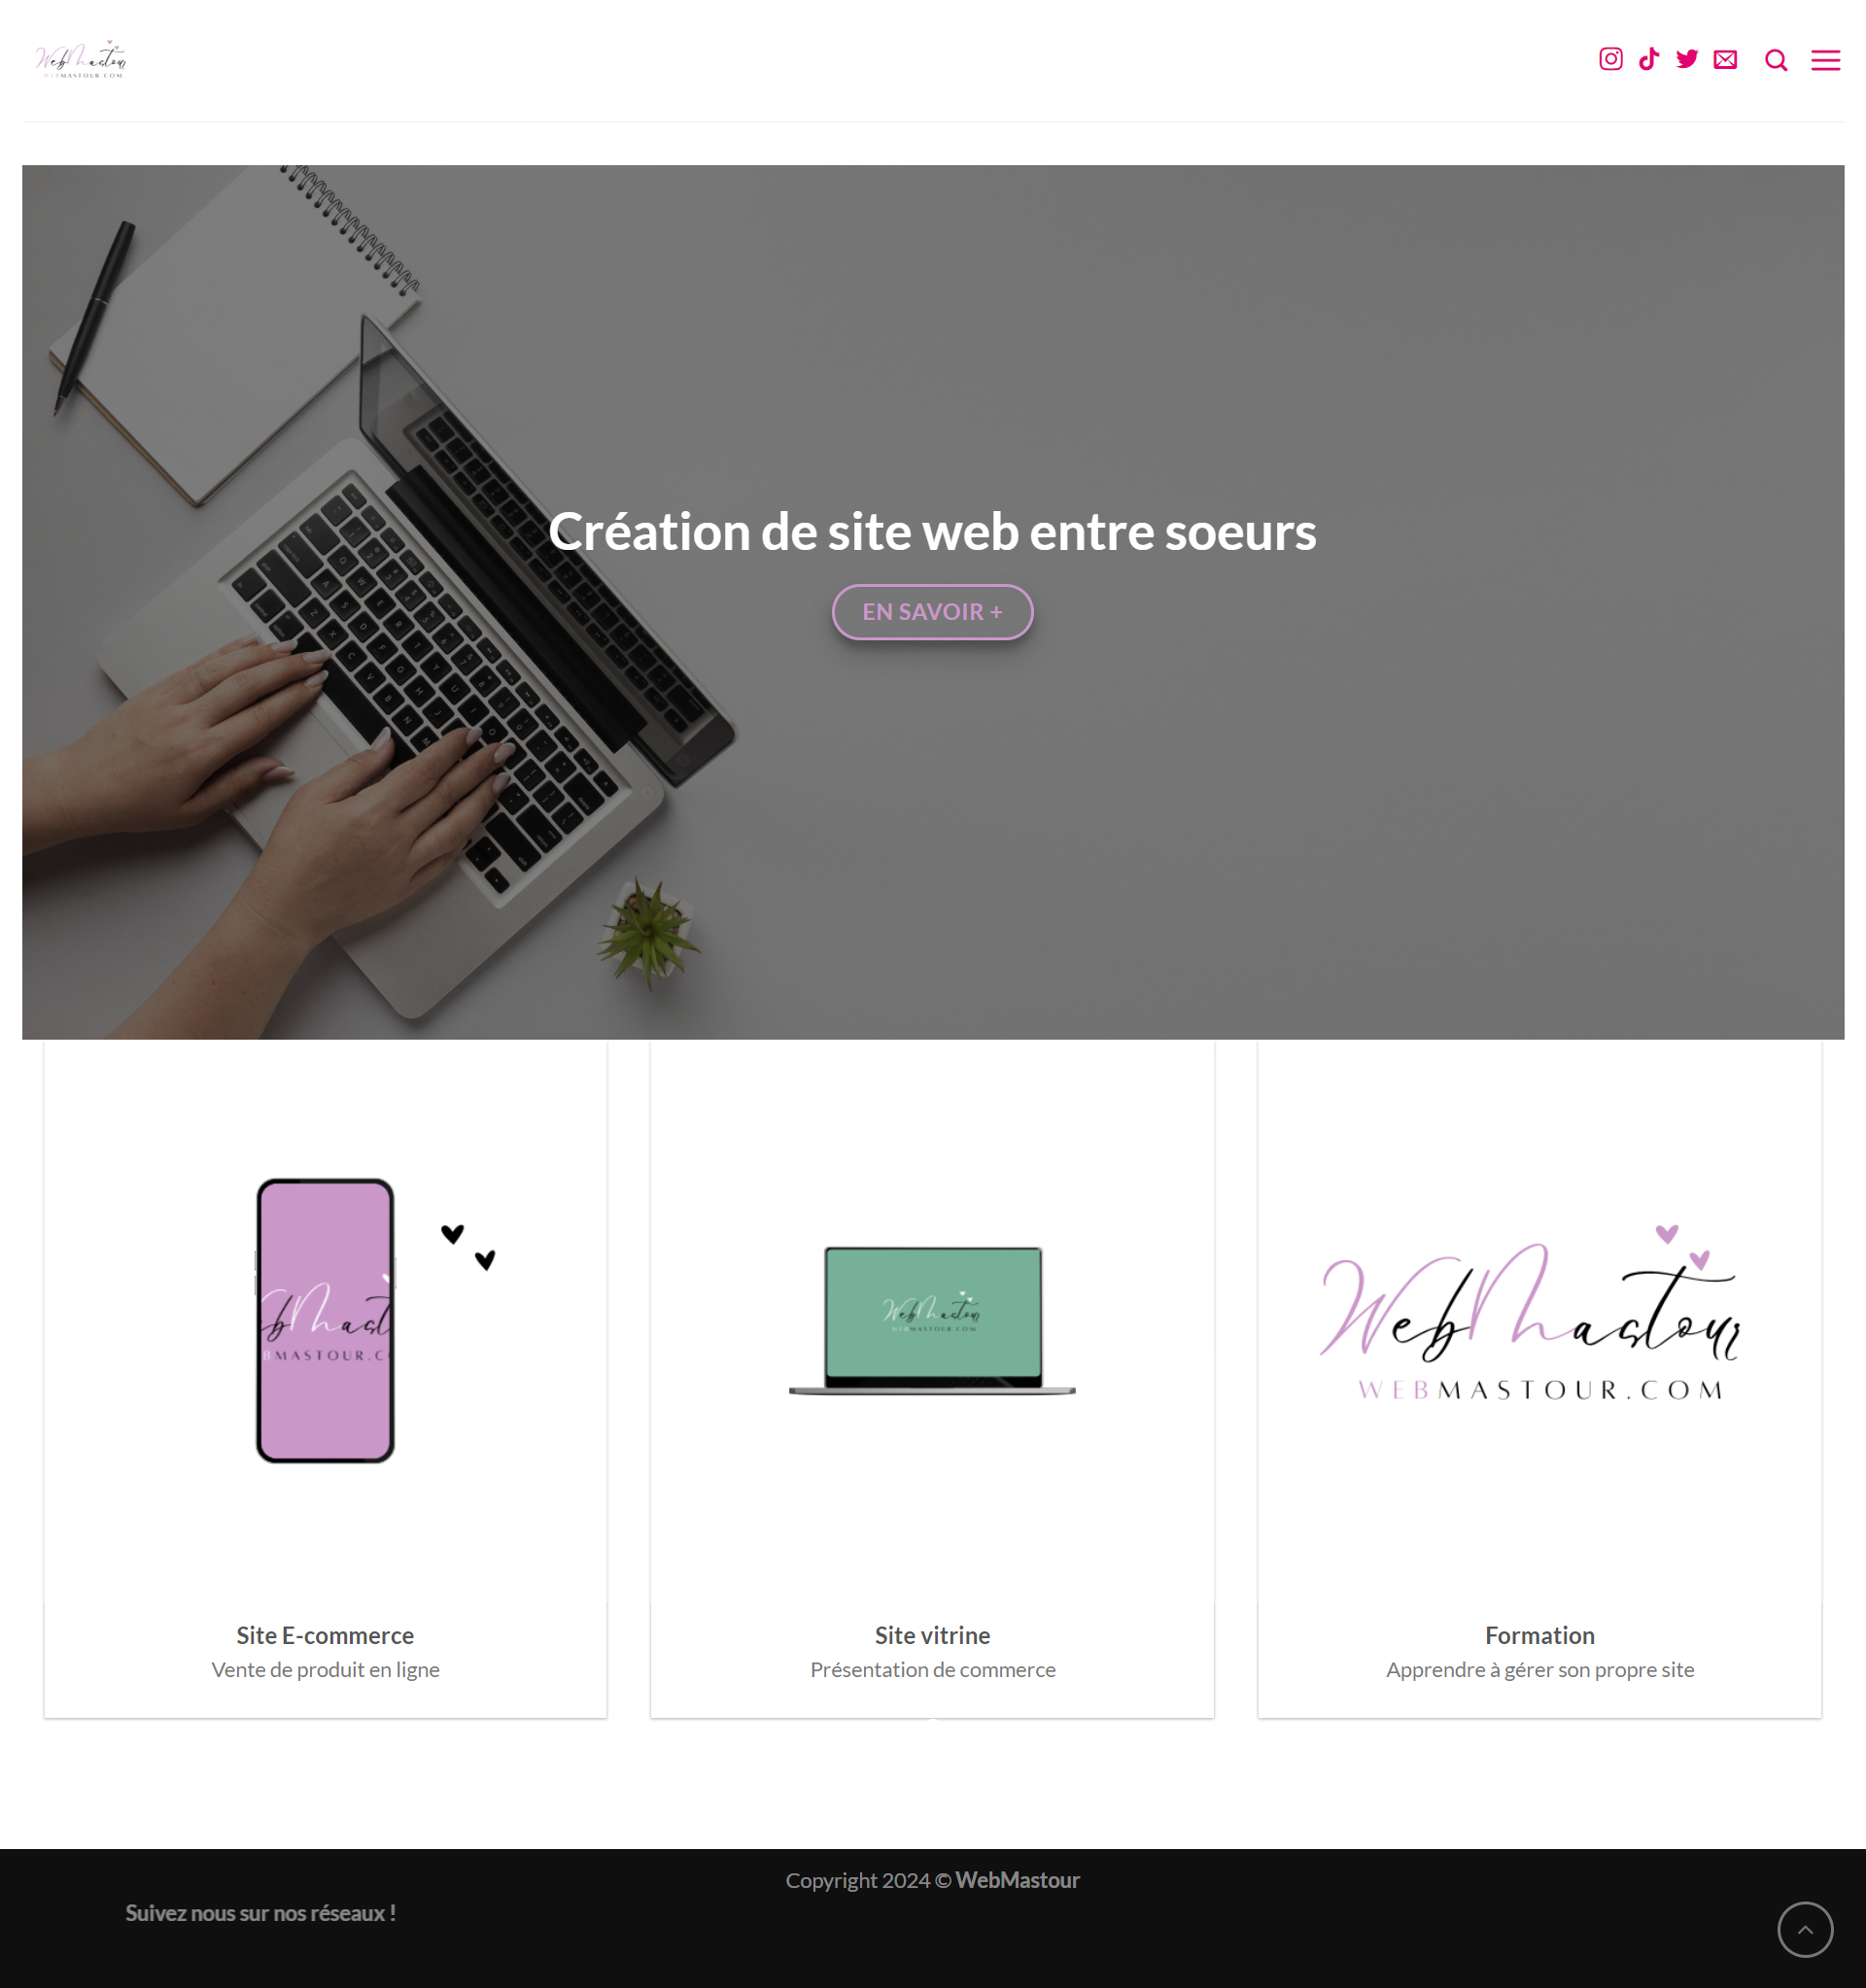 WebMastour
WEBMASTOUR.COM
Création de site web entre soeurs
EN SAVOIR +
ebMast
BMASTOUR.C
WebMastour
WEBMASTOUR.COM
WebMastour
WEBMASTOUR.COM
Site E-commerce
Vente de produit en ligne
Site vitrine
Présentation de commerce
Formation
Apprendre à gérer son propre site
Copyright 2024 © WebMastour
Suivez nous sur nos réseaux !